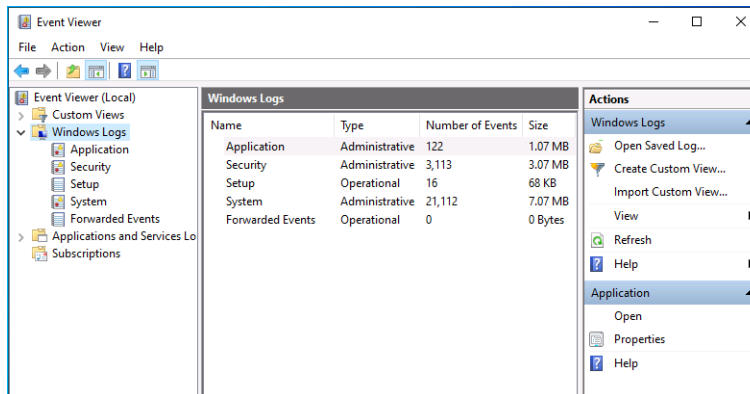 Event Viewer
File Action View Help
Event Viewer (Local)
Custom Views
Windows Logs
Application
Security
Setup
System
Forwarded Events
Applications and Services Lo
Subscriptions
Windows Logs
Name Type Number of Events Size
Application Administrative 122 1.07 MB
Security Administrative 3,113 3.07 MB
Setup Operational 16 68 KB
System Administrative 21,112 7.07 MB
Forwarded Events Operational 0 0 Bytes
Actions
Windows Logs
Open Saved Log...
Create Custom View...
Import Custom View...
View
Refresh
Help
Application
Open
Properties
Help